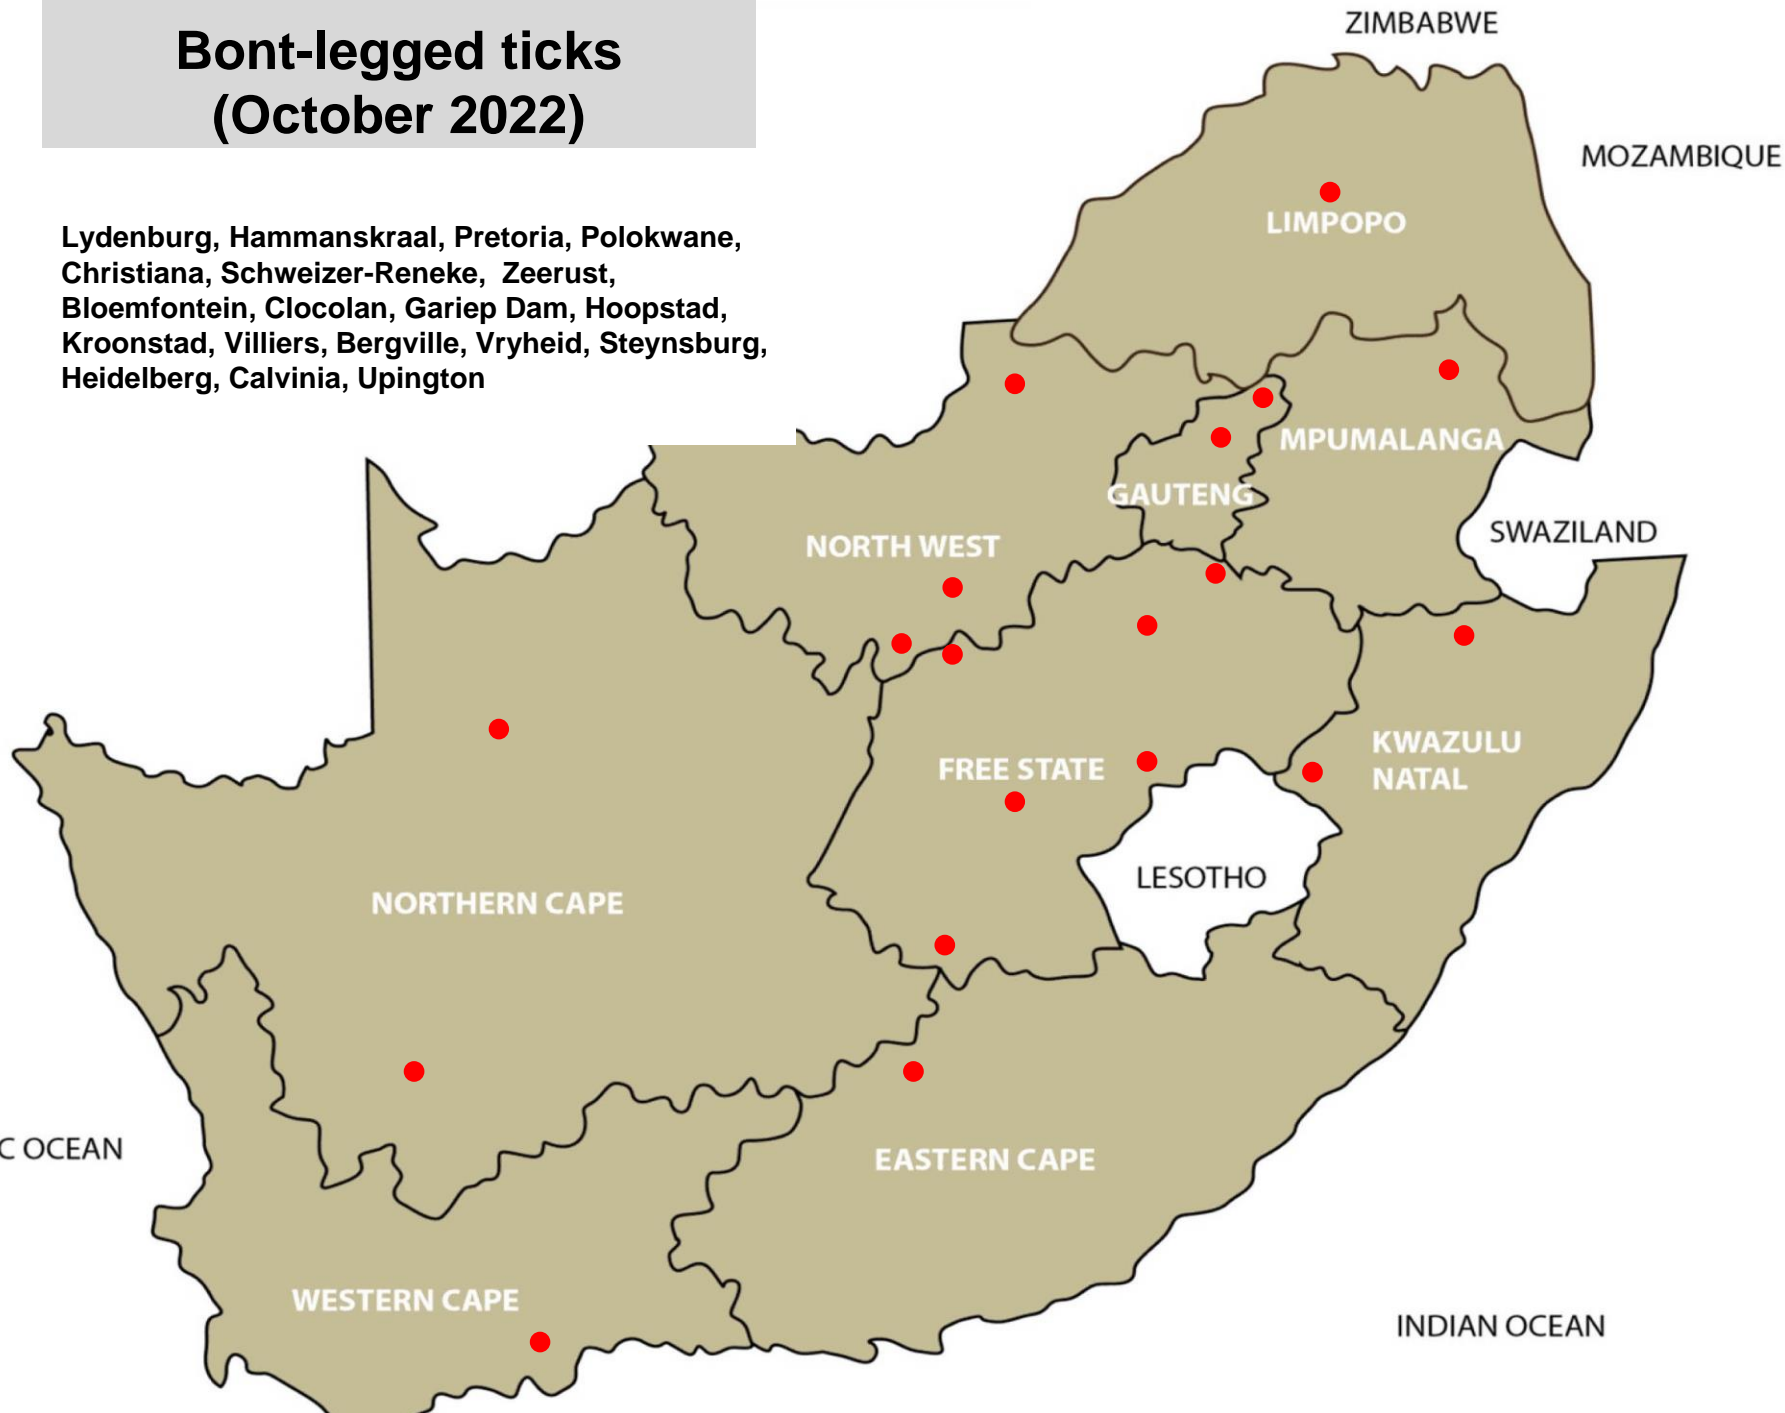 Bont-legged ticks
(October 2022)
Lydenburg, Hammanskraal, Pretoria, Polokwane,
Christiana, Schweizer-Reneke, Zeerust,
Bloemfontein, Clocolan, Gariep Dam, Hoopstad,
Kroonstad, Villiers, Bergville, Vryheid, Steynsburg,
Heidelberg, Calvinia, Upington
ZIMBABWE
MOZAMBIQUE
LIMPOPO
MPUMALANGA
GAUTENG
SWAZILAND
NORTH WEST
KWAZULU
NATAL
FREE STATE
LESOTHO
NORTHERN CAPE
C OCEAN
EASTERN CAPE
WESTERN CAPE
INDIAN OCEAN